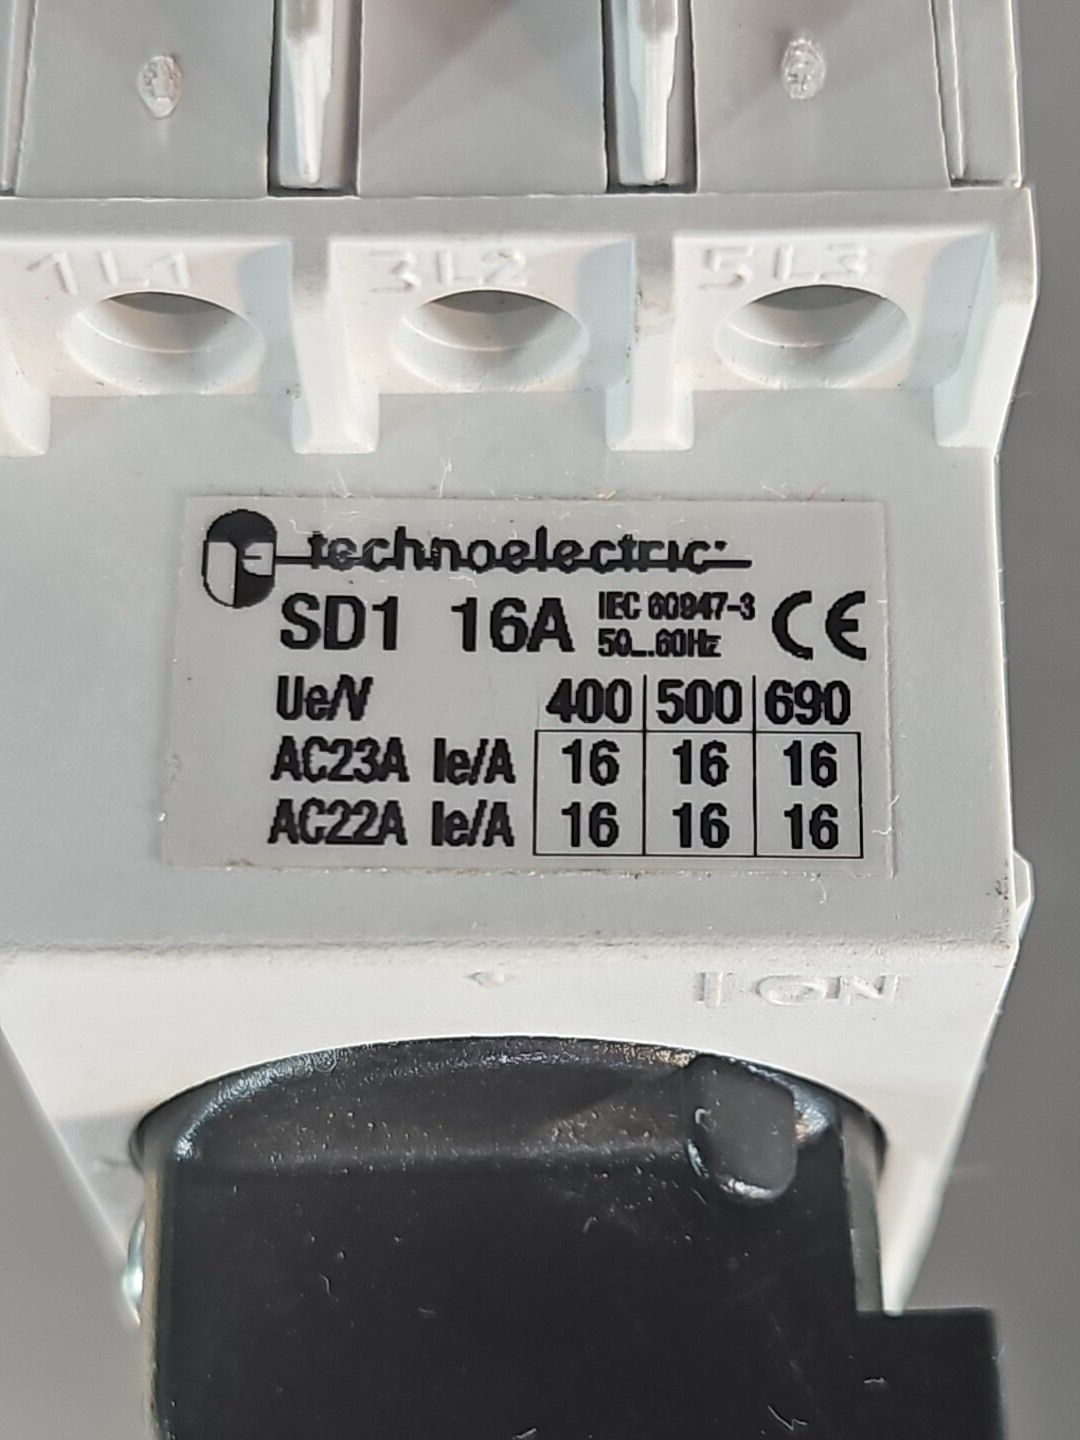 1L1 3L2 5L3
technoelectric
SD1 16A IEC 60947-3 CE
50...60Hz
Ue/V 400 500 690
AC23A Ie/A 16 16 16
AC22A Ie/A 16 16 16
I ON